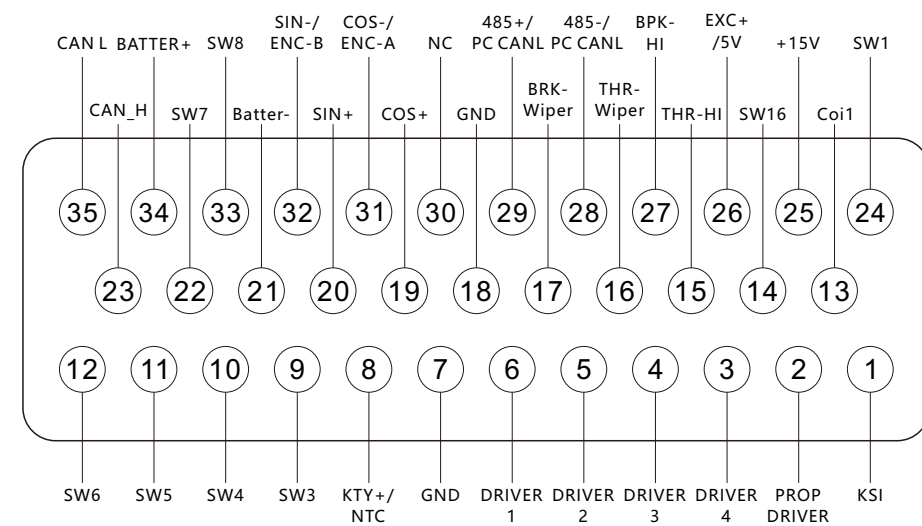 SIN-/ COS-/ 485+/ 485-/ BPK- EXC+
CAN L BATTER+ SW8 ENC-B ENC-A NC PC CANL PC CANL HI /5V +15V SW1
BRK- THR-
CAN_H SW7 Batter- SIN+ COS+ GND Wiper Wiper THR-HI SW16 Coi1
35 34 33 32 31 30 29 28 27 26 25 24
23 22 21 20 19 18 17 16 15 14 13
12 11 10 9 8 7 6 5 4 3 2 1
SW6 SW5 SW4 SW3 KTY+/ GND DRIVER DRIVER DRIVER DRIVER PROP KSI
NTC 1 2 3 4 DRIVER